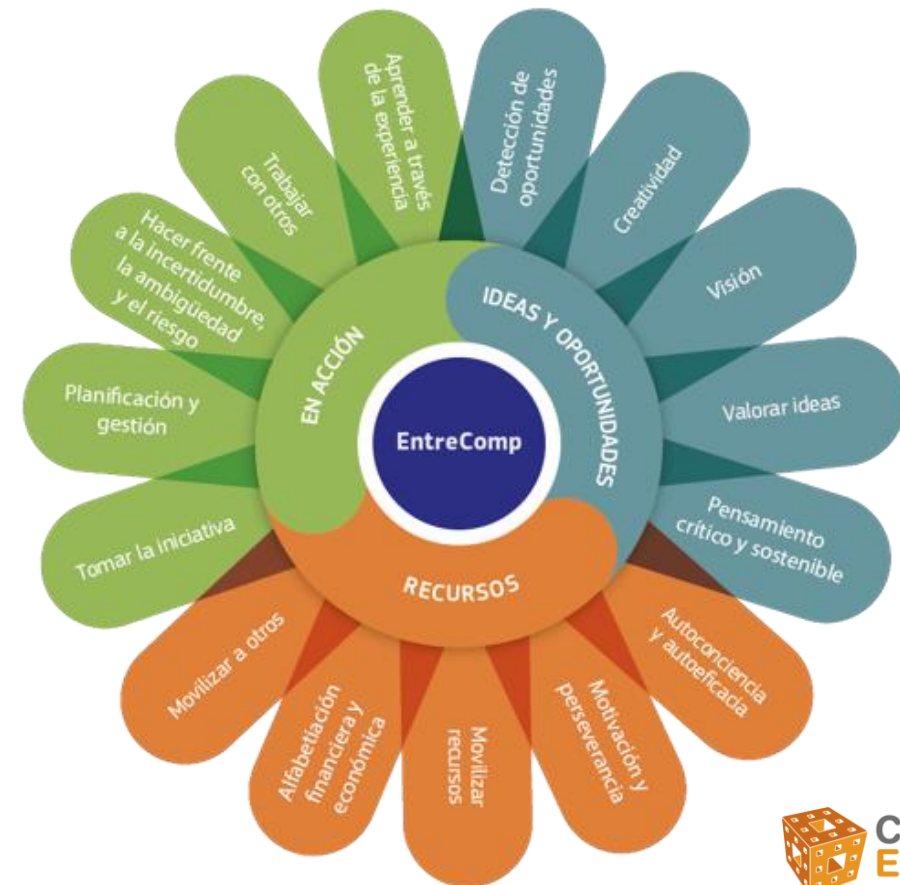 EntreComp
IDEAS Y OPORTUNIDADES
Detección de
oportunidades
Creatividad
Visión
Valorar ideas
Pensamiento
crítico y sostenible
RECURSOS
Autoconciencia
y autoeficacia
Motivación y
perseverancia
Movilizar
recursos
Alfabetiación
financiera y
económica
Movilizar a otros
EN ACCIÓN
Tomar la iniciativa
Planificación y
gestión
Hacer frente
a la incertidumbre,
la ambigüedad
y el riesgo
Trabajar
con otros
Aprender a través
de la experiencia
C
E